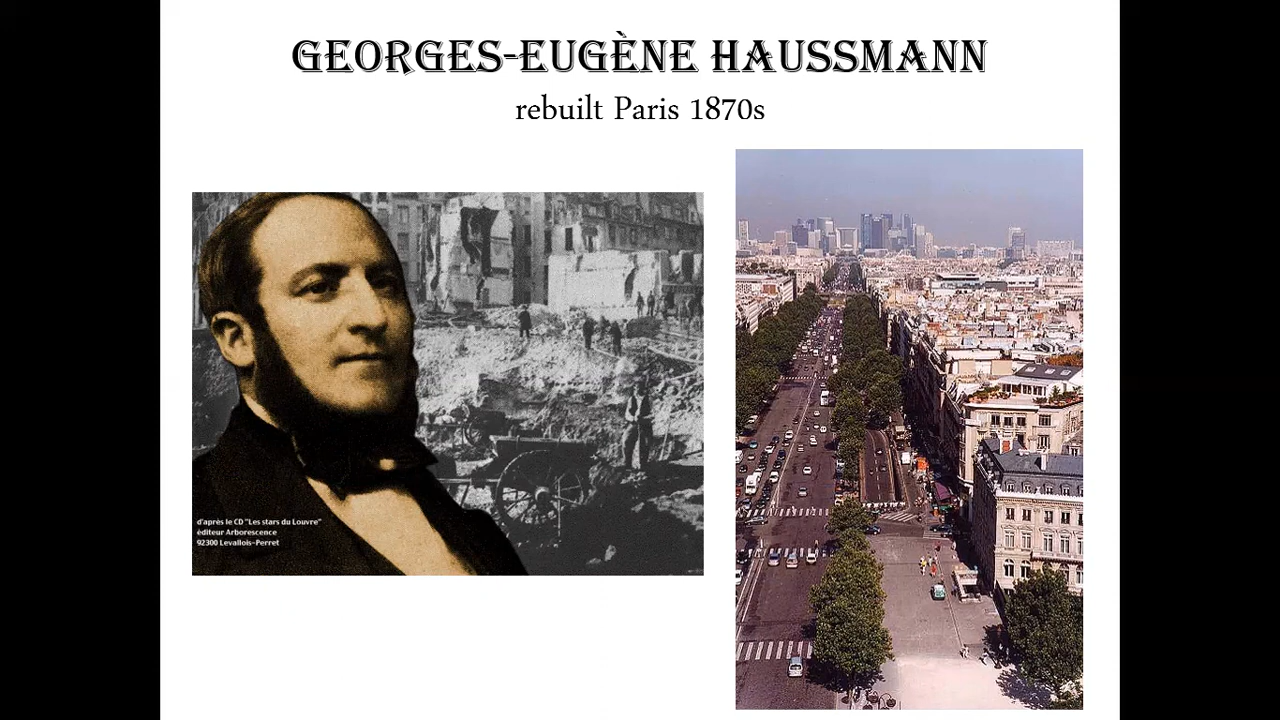 GEORGES-EUGÈNE HAUSSMANN
rebuilt Paris 1870s
d'après le CD "Les stars du Louvre"
éditeur Arborescence
92300 Levallois-Perret